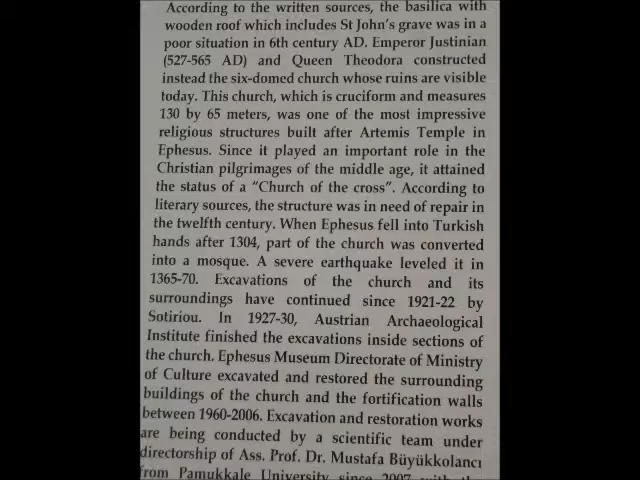 According to the written sources, the basilica with
wooden roof which includes St John's grave was in a
poor situation in 6th century AD. Emperor Justinian
(527-565 AD) and Queen Theodora constructed
instead the six-domed church whose ruins are visible
today. This church, which is cruciform and measures
130 by 65 meters, was one of the most impressive
religious structures built after Artemis Temple in
Ephesus. Since it played an important role in the
Christian pilgrimages of the middle age, it attained
the status of a "Church of the cross". According to
literary sources, the structure was in need of repair in
the twelfth century. When Ephesus fell into Turkish
hands after 1304, part of the church was converted
into a mosque. A severe earthquake leveled it in
1365-70. Excavations of the church and its
surroundings have continued since 1921-22 by
Sotiriou. In 1927-30, Austrian Archaeological
Institute finished the excavations inside sections of
the church. Ephesus Museum Directorate of Ministry
of Culture excavated and restored the surrounding
buildings of the church and the fortification walls
between 1960-2006. Excavation and restoration works
are being conducted by a scientific team under
directorship of Ass. Prof. Dr. Mustafa Büyükkolancı
from Pamukkale University since 2007 with the